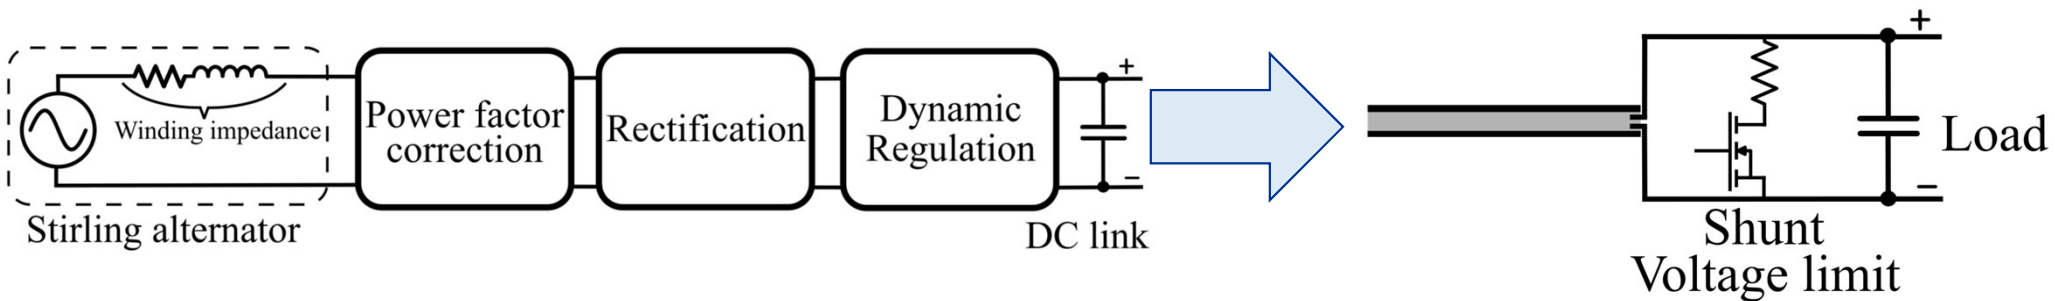 Winding impedance
Stirling alternator
Power factor
correction
Rectification
Dynamic
Regulation
+
−
DC link
+
Load
−
Shunt
Voltage limit